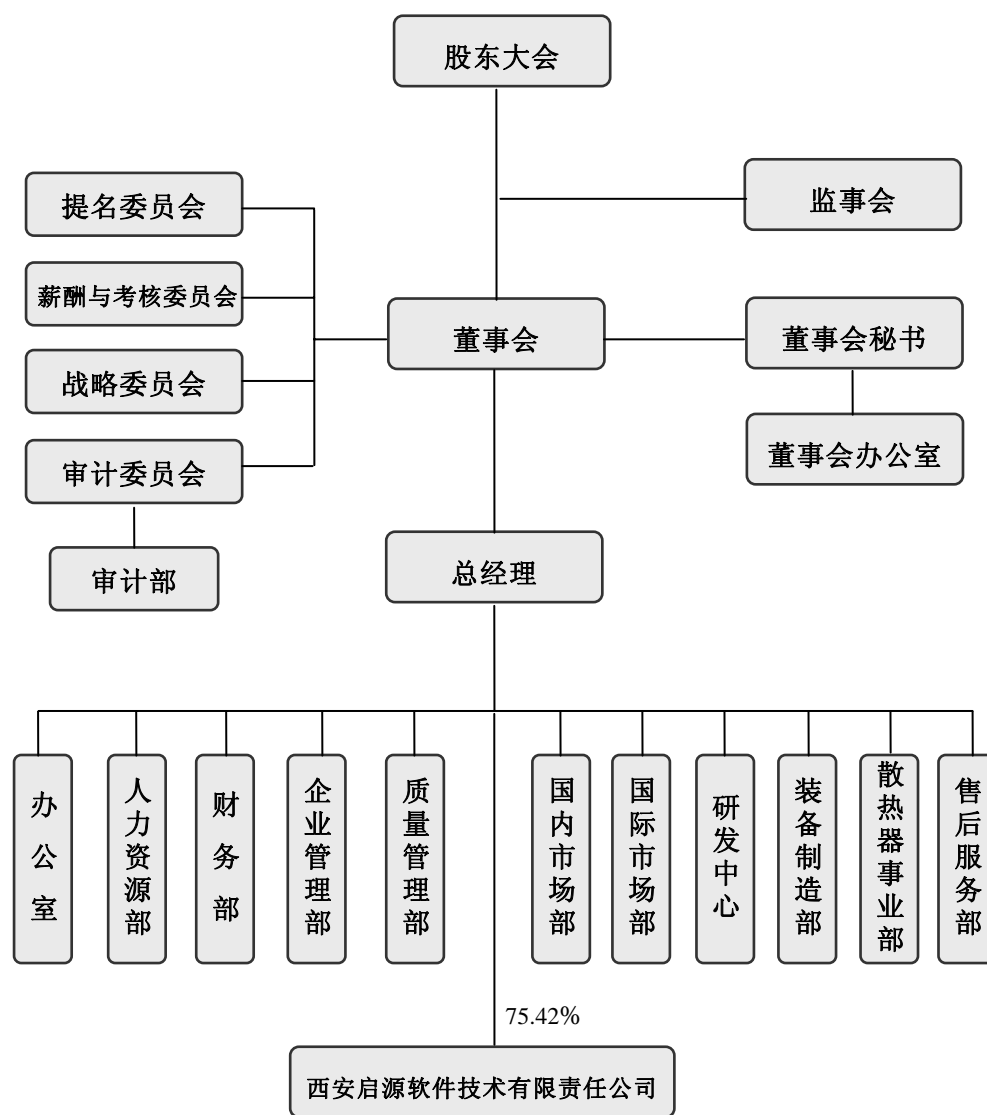 股东大会
监事会
提名委员会
薪酬与考核委员会
董事会
董事会秘书
战略委员会
审计委员会
董事会办公室
审计部
总经理
办公室
人力资源部
财务部
企业管理部
质量管理部
国内市场部
国际市场部
研发中心
装备制造部
散热器事业部
售后服务部
75.42%
西安启源软件技术有限责任公司